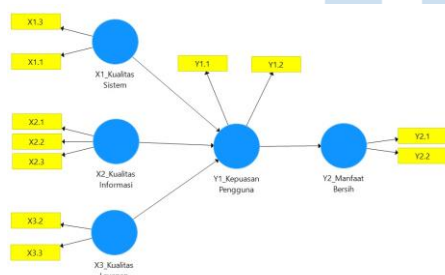 X1.3
X1.1
X1_Kualitas
Sistem
Y1.1
Y1.2
X2.1
X2.2
X2.3
X2_Kualitas
Informasi
Y1_Kepuasan
Pengguna
Y2_Manfaat
Bersih
Y2.1
Y2.2
X3.2
X3.3
X3_Kualitas